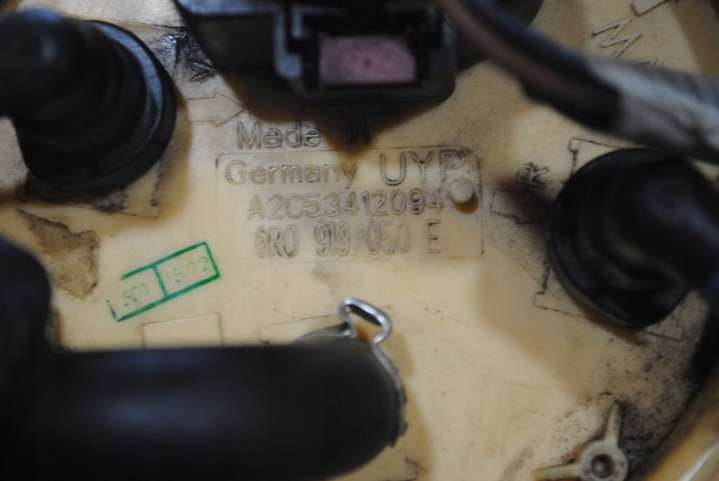 Made in
Germany UYP
A2C53412094
6R0 919 050 E
R